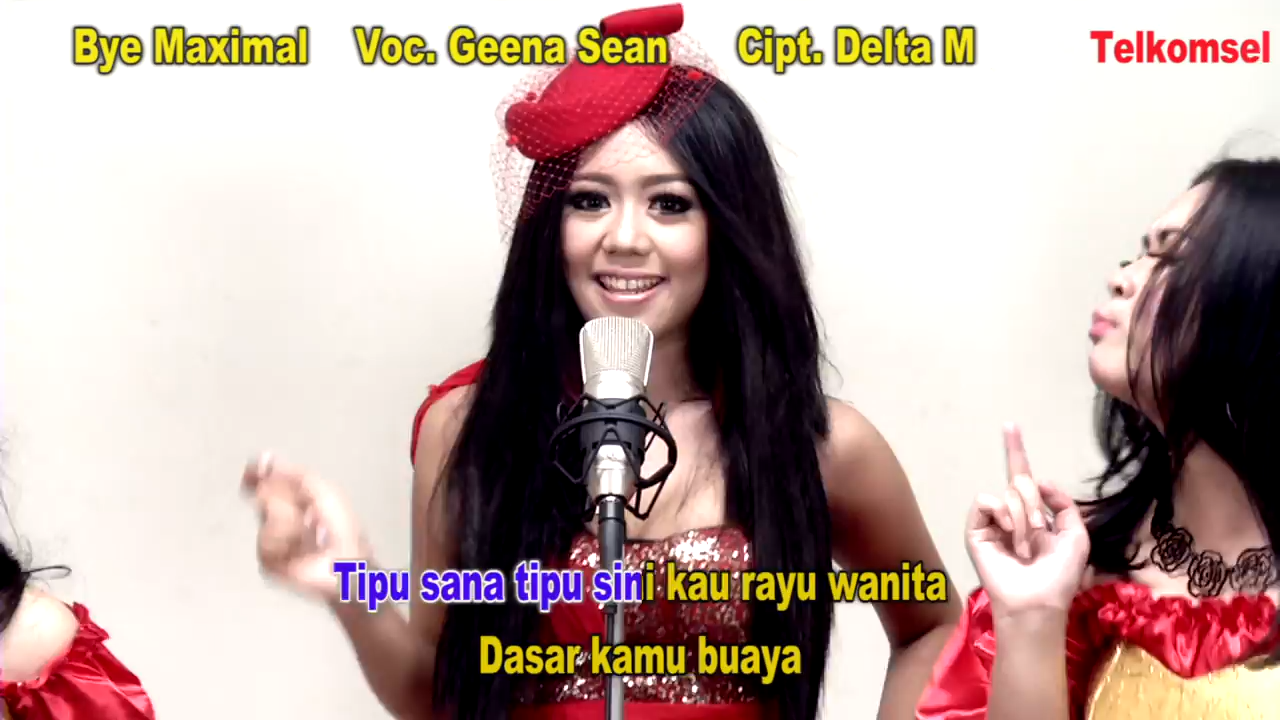 Bye Maximal Voc. Geena Sean Cipt. Delta M Telkomsel
Tipu sana tipu sini kau rayu wanita
Dasar kamu buaya